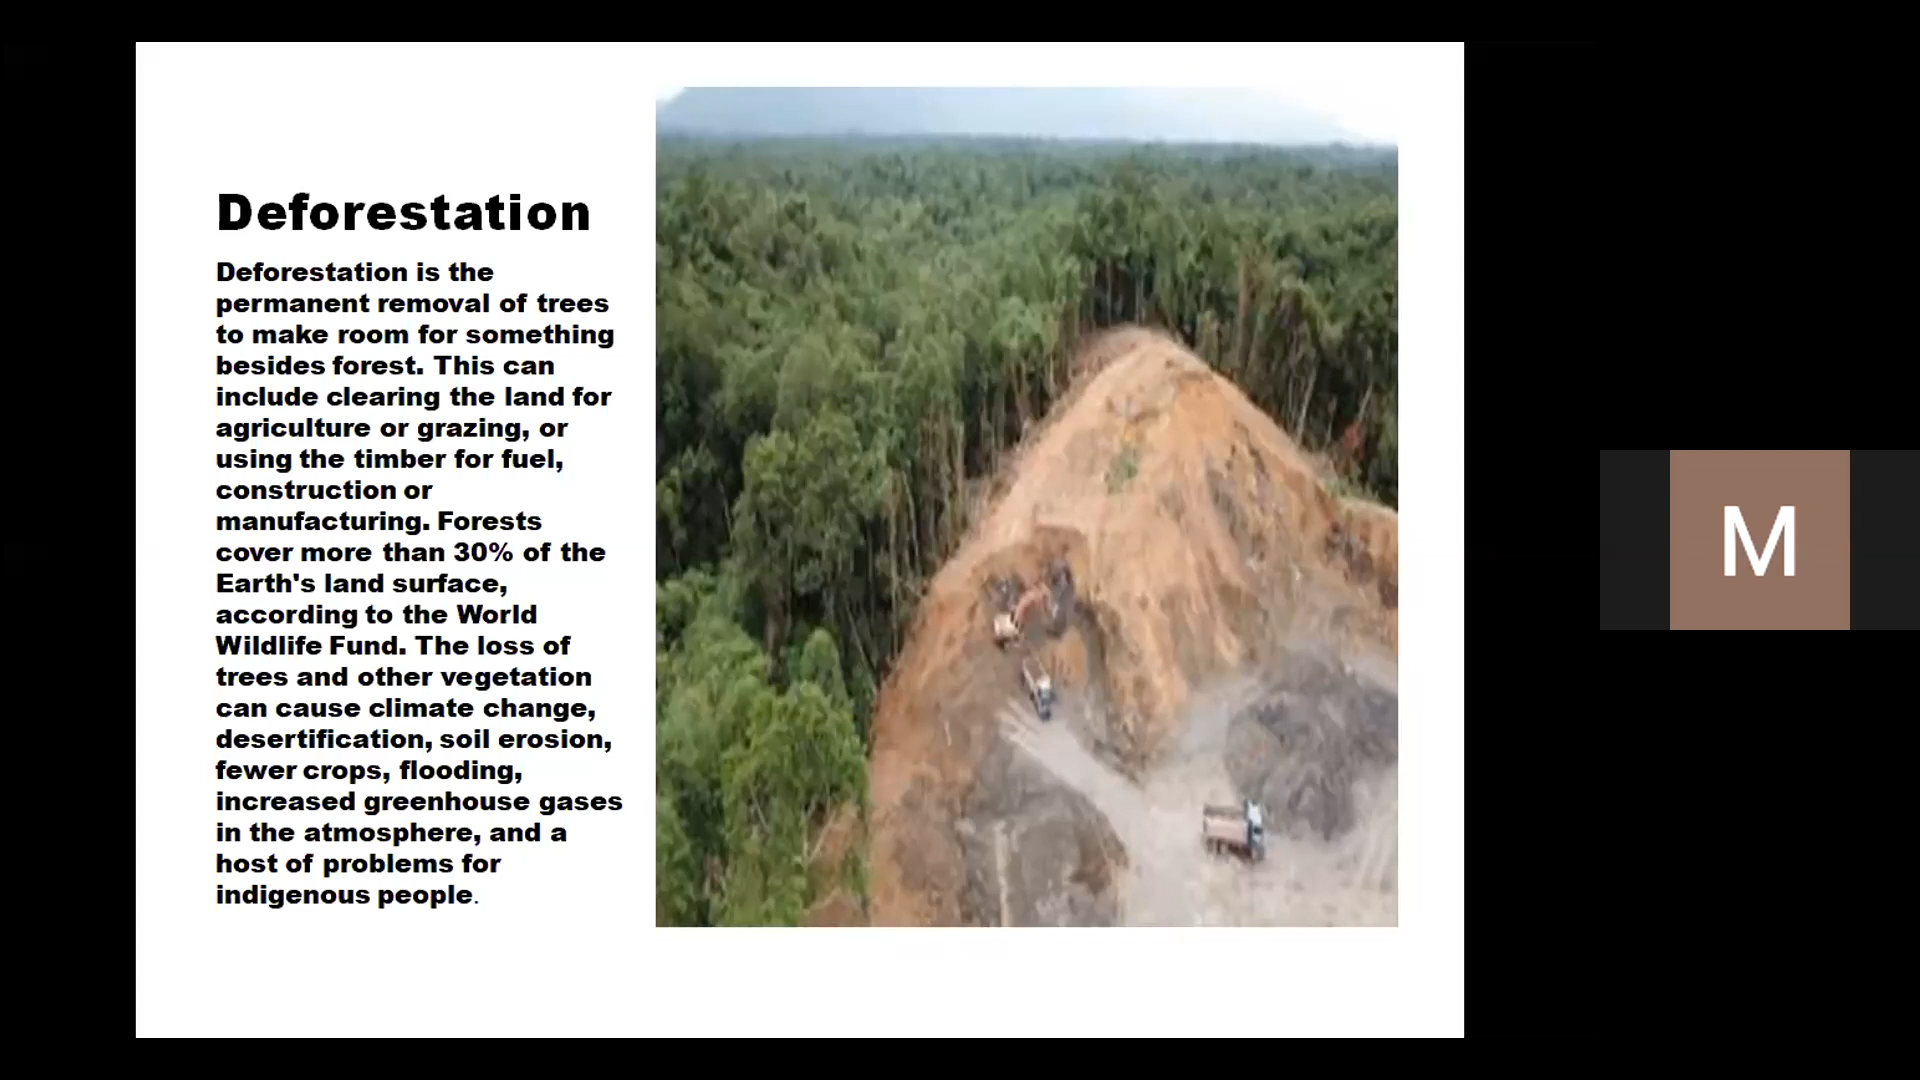 Deforestation
Deforestation is the
permanent removal of trees
to make room for something
besides forest. This can
include clearing the land for
agriculture or grazing, or
using the timber for fuel,
construction or
manufacturing. Forests
cover more than 30% of the
Earth's land surface,
according to the World
Wildlife Fund. The loss of
trees and other vegetation
can cause climate change,
desertification, soil erosion,
fewer crops, flooding,
increased greenhouse gases
in the atmosphere, and a
host of problems for
indigenous people.
M